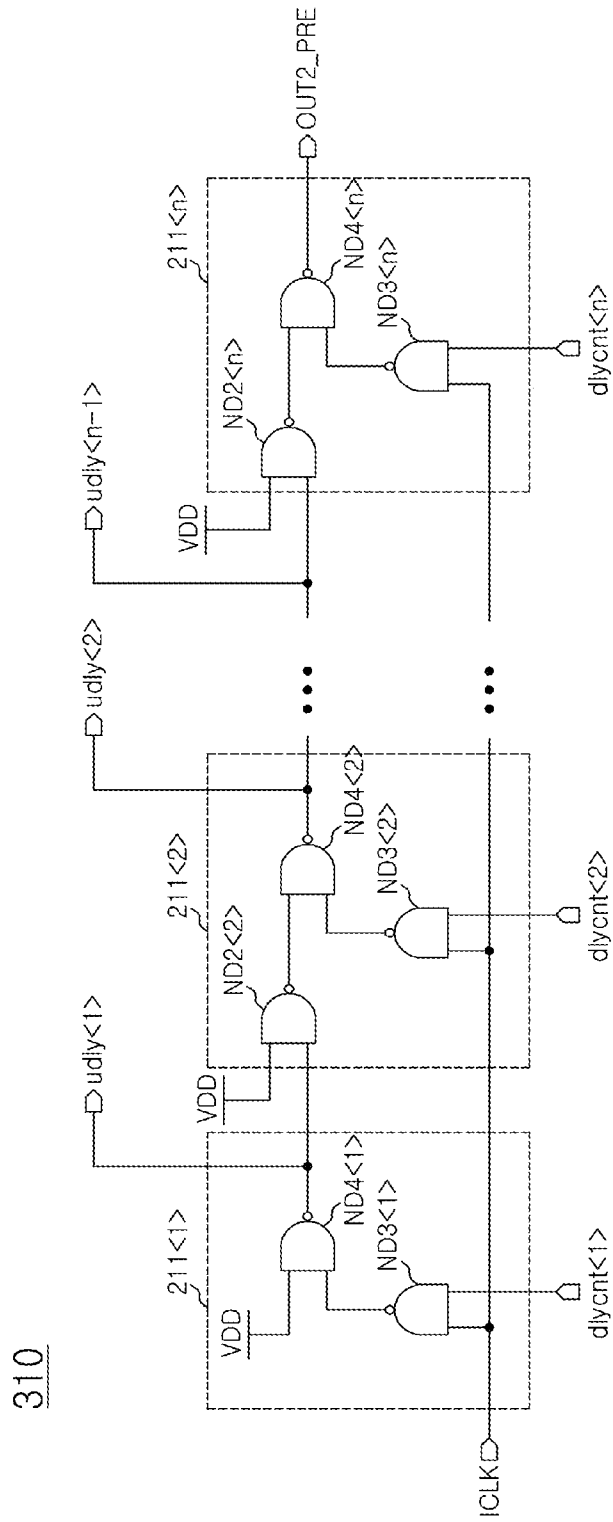 310
211<1>
VDD
ND4<1>
ND3<1>
udly<1>
dlycnt<1>
ICLK
211<2>
VDD
ND2<2>
ND4<2>
ND3<2>
udly<2>
dlycnt<2>
211<n>
VDD
ND2<n>
ND4<n>
ND3<n>
udly<n-1>
dlycnt<n>
OUT2_PRE